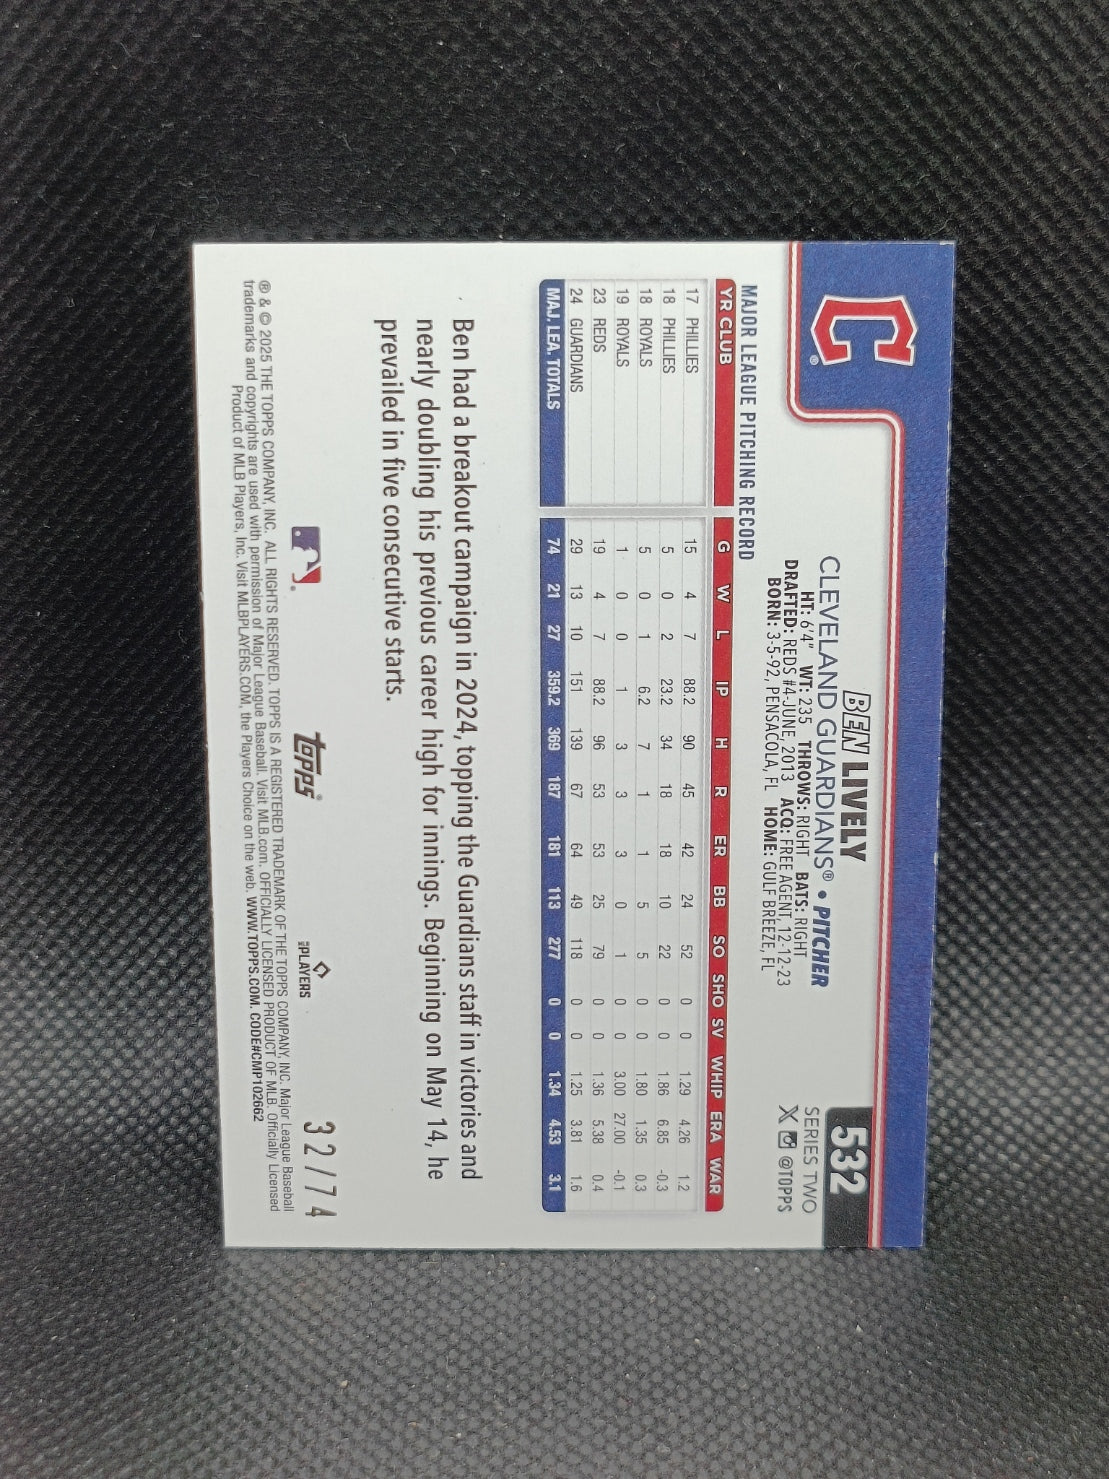 C®
532
BEN LIVELY
CLEVELAND GUARDIANS® • PITCHER
SERIES TWO
HT: 6'4" WT: 235 THROWS: RIGHT BATS: RIGHT
@TOPPS
DRAFTED: REDS #4-JUNE, 2013 ACQ: FREE AGENT, 12-12-23
BORN: 3-5-92, PENSACOLA, FL HOME: GULF BREEZE, FL
MAJOR LEAGUE PITCHING RECORD
YR CLUB G W L IP H R ER BB SO SHO SV WHIP ERA WAR
17 PHILLIES 15 4 7 88.2 90 45 42 24 52 0 0 1.29 4.26 1.2
18 PHILLIES 5 0 2 23.2 34 18 18 10 22 0 0 1.86 6.85 -0.3
18 ROYALS 5 0 1 6.2 7 1 1 5 5 0 0 1.80 1.35 0.3
19 ROYALS 1 0 0 1 3 3 3 0 1 0 0 3.00 27.00 -0.1
23 REDS 19 4 7 88.2 96 53 53 25 79 0 0 1.36 5.38 0.4
24 GUARDIANS 29 13 10 151 139 67 64 49 118 0 0 1.25 3.81 1.6
MAJ. LEA. TOTALS 74 21 27 359.2 369 187 181 113 277 0 0 1.34 4.53 3.1
Ben had a breakout campaign in 2024, topping the Guardians staff in victories and
nearly doubling his previous career high for innings. Beginning on May 14, he
prevailed in five consecutive starts.
topps®
PLAYERS
32/74
® & © 2025 THE TOPPS COMPANY, INC. ALL RIGHTS RESERVED. TOPPS IS A REGISTERED TRADEMARK OF THE TOPPS COMPANY, INC. Major League Baseball
trademarks and copyrights are used with permission of Major League Baseball. Visit MLB.com. OFFICIALLY LICENSED PRODUCT OF MLB. Officially Licensed
Product of MLB Players, Inc. Visit MLBPLAYERS.COM, the Players Choice on the web. WWW.TOPPS.COM. CODE#CMP102662